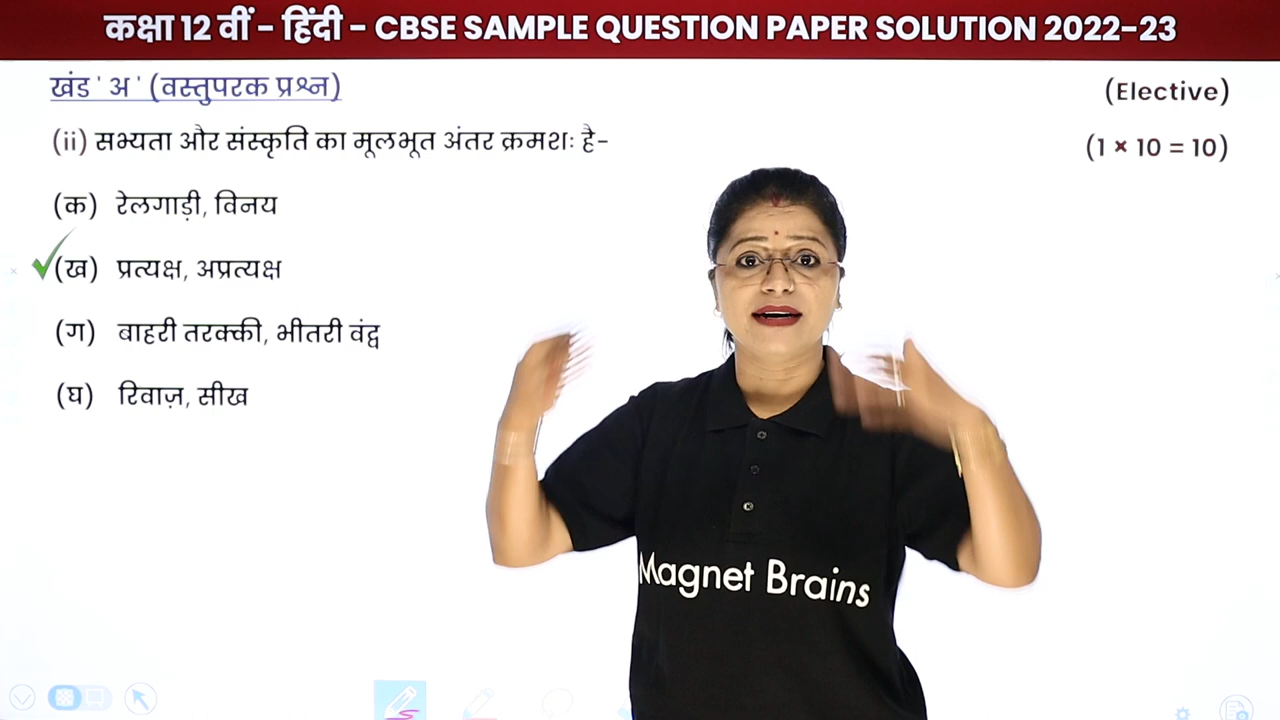 कक्षा 12 वीं - हिंदी - CBSE SAMPLE QUESTION PAPER SOLUTION 2022-23
खंड ' अ ' (वस्तुपरक प्रश्न)
(Elective)
(ii) सभ्यता और संस्कृति का मूलभूत अंतर क्रमशः है-
(1 × 10 = 10)
(क) रेलगाड़ी, विनय
(ख) प्रत्यक्ष, अप्रत्यक्ष
(ग) बाहरी तरक्की, भीतरी वंद्व
(घ) रिवाज़, सीख
Magnet Brains